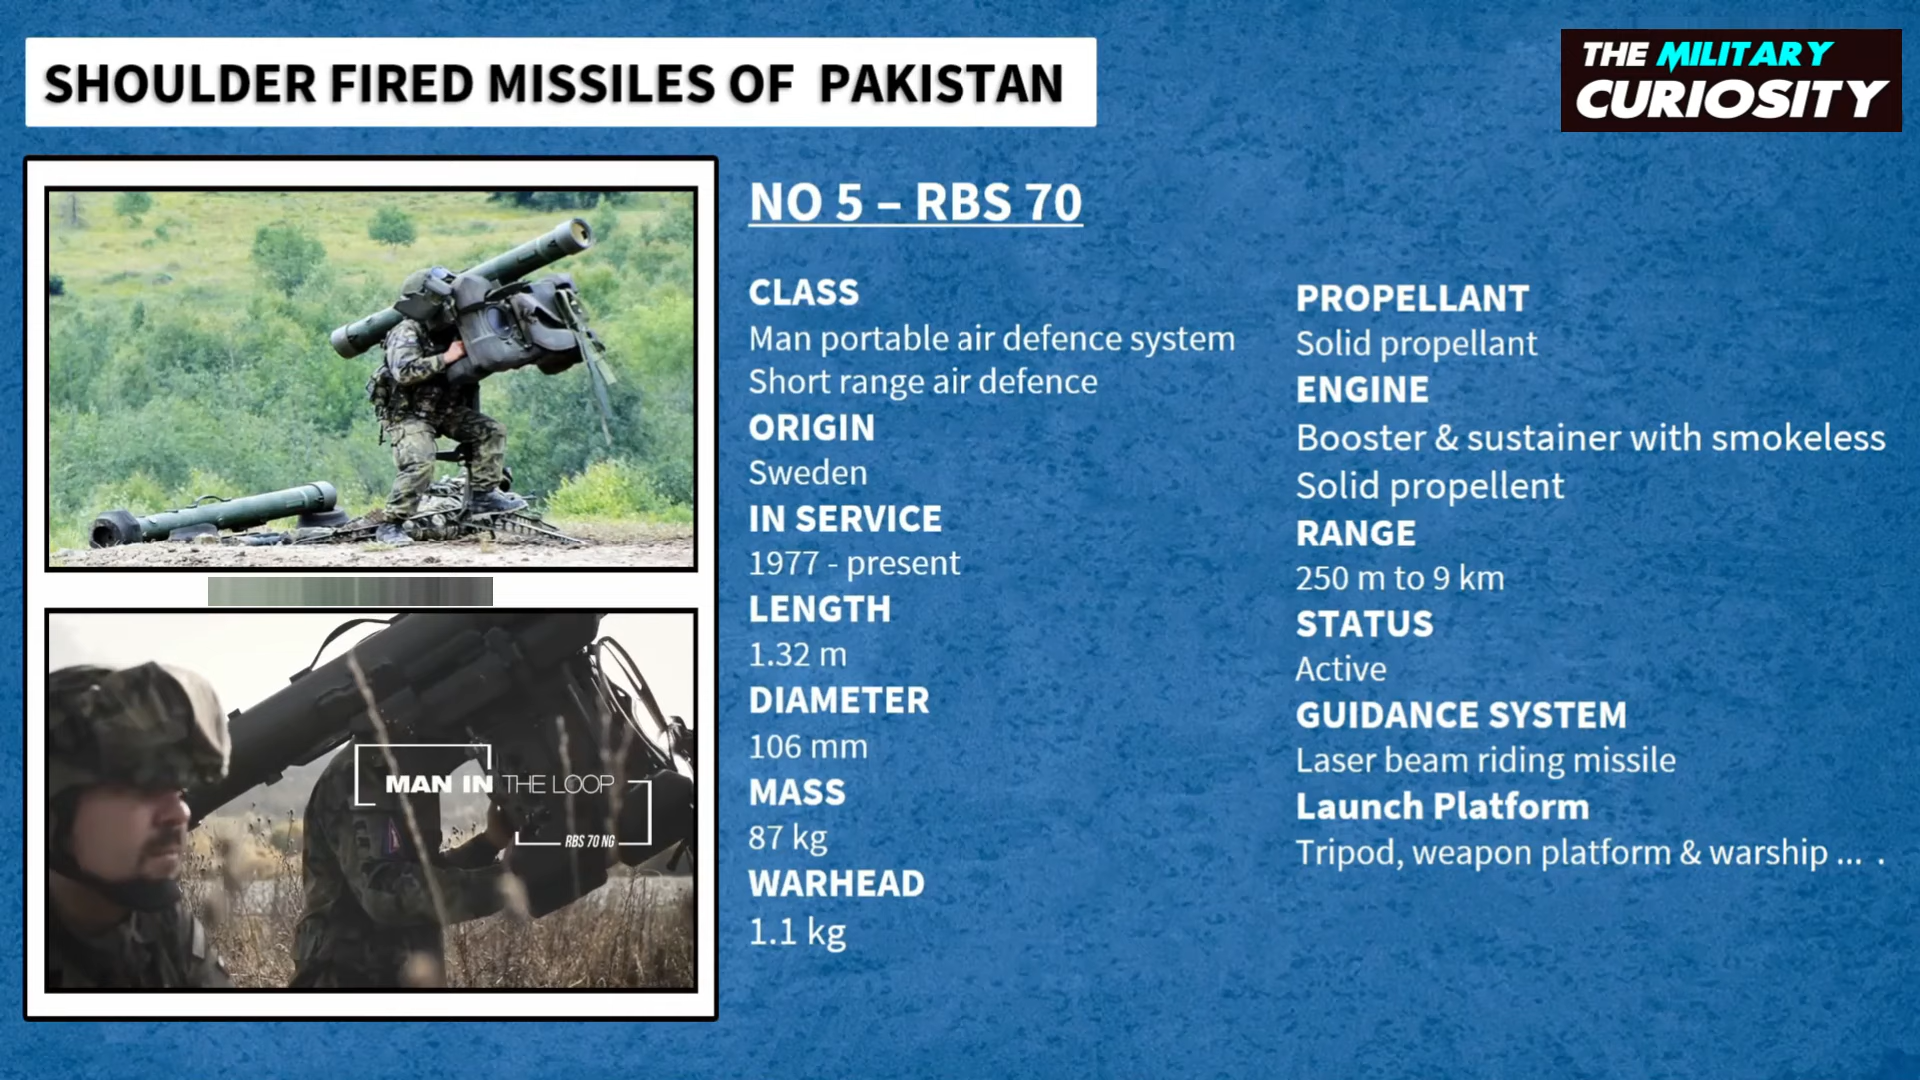 SHOULDER FIRED MISSILES OF PAKISTAN
THE MILITARY
CURIOSITY
NO 5 – RBS 70
CLASS
Man portable air defence system
Short range air defence
ORIGIN
Sweden
IN SERVICE
1977 - present
LENGTH
1.32 m
DIAMETER
106 mm
MASS
87 kg
WARHEAD
1.1 kg
PROPELLANT
Solid propellant
ENGINE
Booster & sustainer with smokeless
Solid propellent
RANGE
250 m to 9 km
STATUS
Active
GUIDANCE SYSTEM
Laser beam riding missile
Launch Platform
Tripod, weapon platform & warship ... .
MAN IN THE LOOP
RBS 70 NG